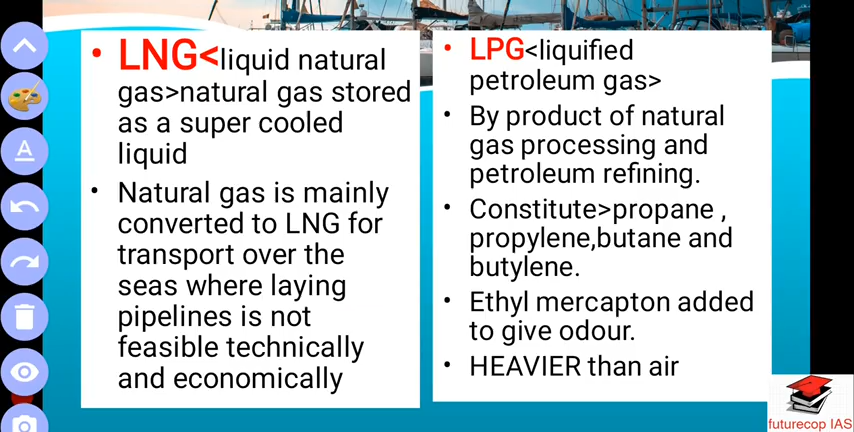 LNG<liquid natural
gas>natural gas stored
as a super cooled
liquid
Natural gas is mainly
converted to LNG for
transport over the
seas where laying
pipelines is not
feasible technically
and economically
LPG<liquified
petroleum gas>
By product of natural
gas processing and
petroleum refining.
Constitute>propane ,
propylene,butane and
butylene.
Ethyl mercapton added
to give odour.
HEAVIER than air
A
futurecop IAS